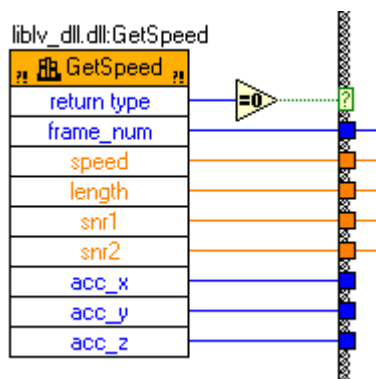 liblv_dll.dll:GetSpeed
?! GetSpeed ?!
return type
=0
?
frame_num
speed
length
snr1
snr2
acc_x
acc_y
acc_z